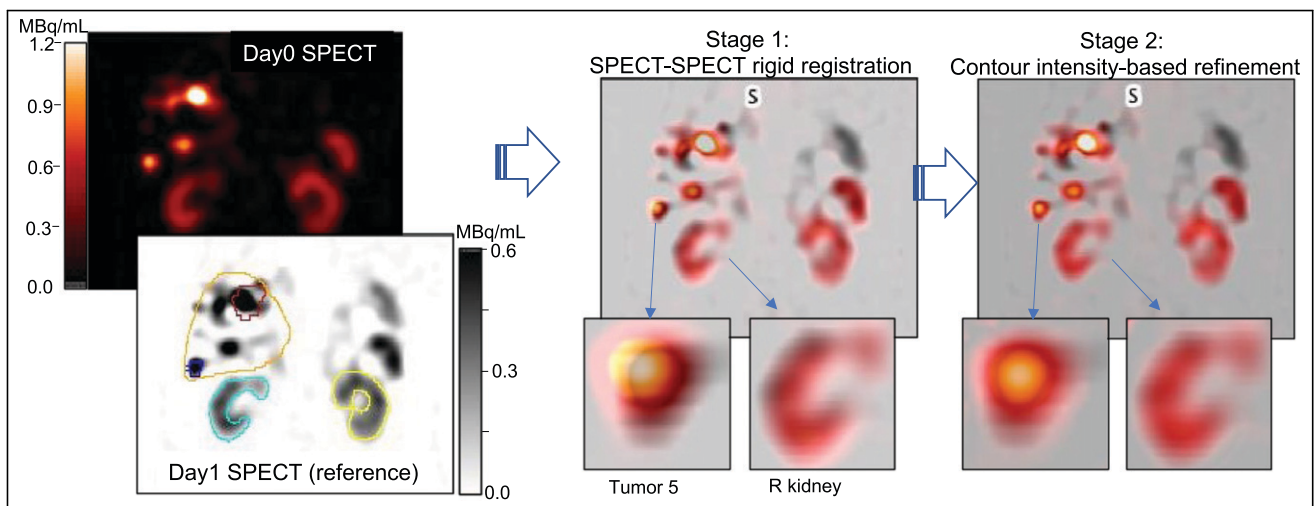 MBq/mL
1.2
0.9
0.6
0.3
0.0
Day0 SPECT
MBq/mL
0.6
0.3
0.0
Day1 SPECT (reference)
Stage 1:
SPECT-SPECT rigid registration
S
Tumor 5
R kidney
Stage 2:
Contour intensity-based refinement
S